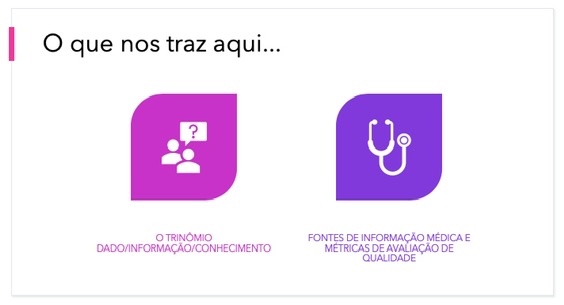 O que nos traz aqui...
?
O TRINÔMIO
DADO/INFORMAÇÃO/CONHECIMENTO
FONTES DE INFORMAÇÃO MÉDICA E
MÉTRICAS DE AVALIAÇÃO DE
QUALIDADE